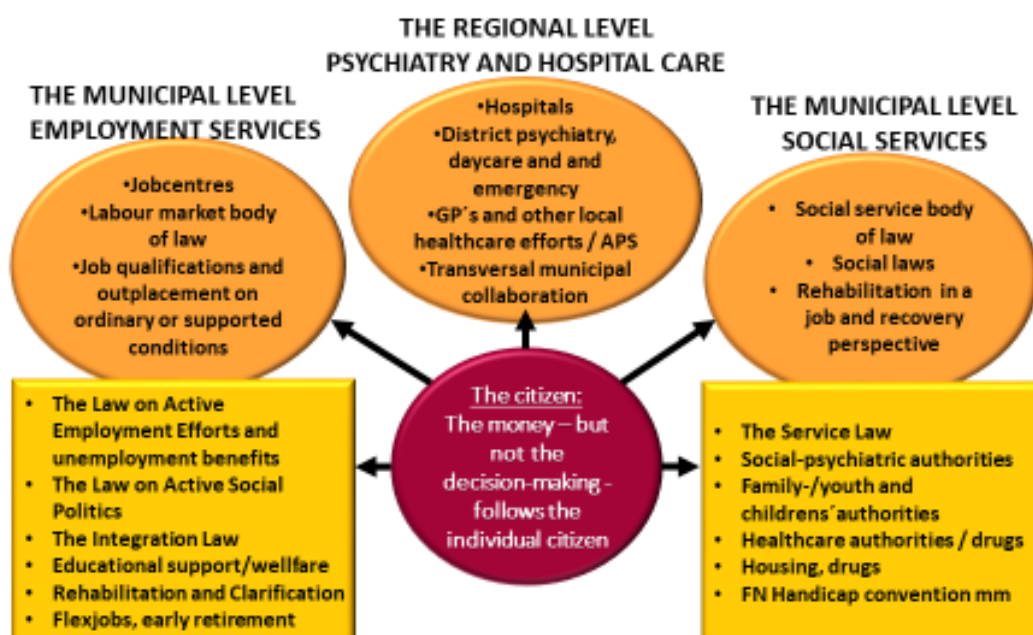 THE REGIONAL LEVEL
PSYCHIATRY AND HOSPITAL CARE
THE MUNICIPAL LEVEL
EMPLOYMENT SERVICES
THE MUNICIPAL LEVEL
SOCIAL SERVICES
•Hospitals
•District psychiatry,
daycare and and
emergency
•GP´s and other local
healthcare efforts / APS
•Transversal municipal
collaboration
•Jobcentres
•Labour market body
of law
•Job qualifications and
outplacement on
ordinary or supported
conditions
• Social service body
of law
• Social laws
• Rehabilitation in a
job and recovery
perspective
The citizen:
The money – but
not the
decision-making -
follows the
individual citizen
• The Law on Active
Employment Efforts and
unemployment benefits
• The Law on Active Social
Politics
• The Integration Law
• Educational support/wellfare
• Rehabilitation and Clarification
• Flexjobs, early retirement
• The Service Law
• Social-psychiatric authorities
• Family-/youth and
childrens´authorities
• Healthcare authorities / drugs
• Housing, drugs
• FN Handicap convention mm